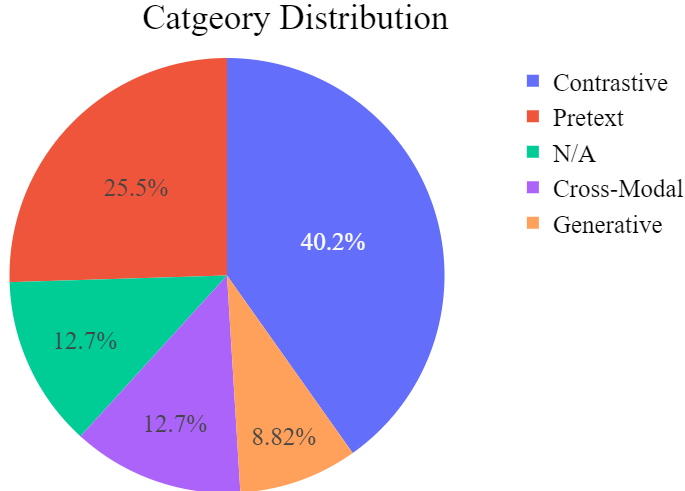 Catgeory Distribution
Contrastive
Pretext
N/A
Cross-Modal
Generative
25.5%
40.2%
12.7%
12.7%
8.82%